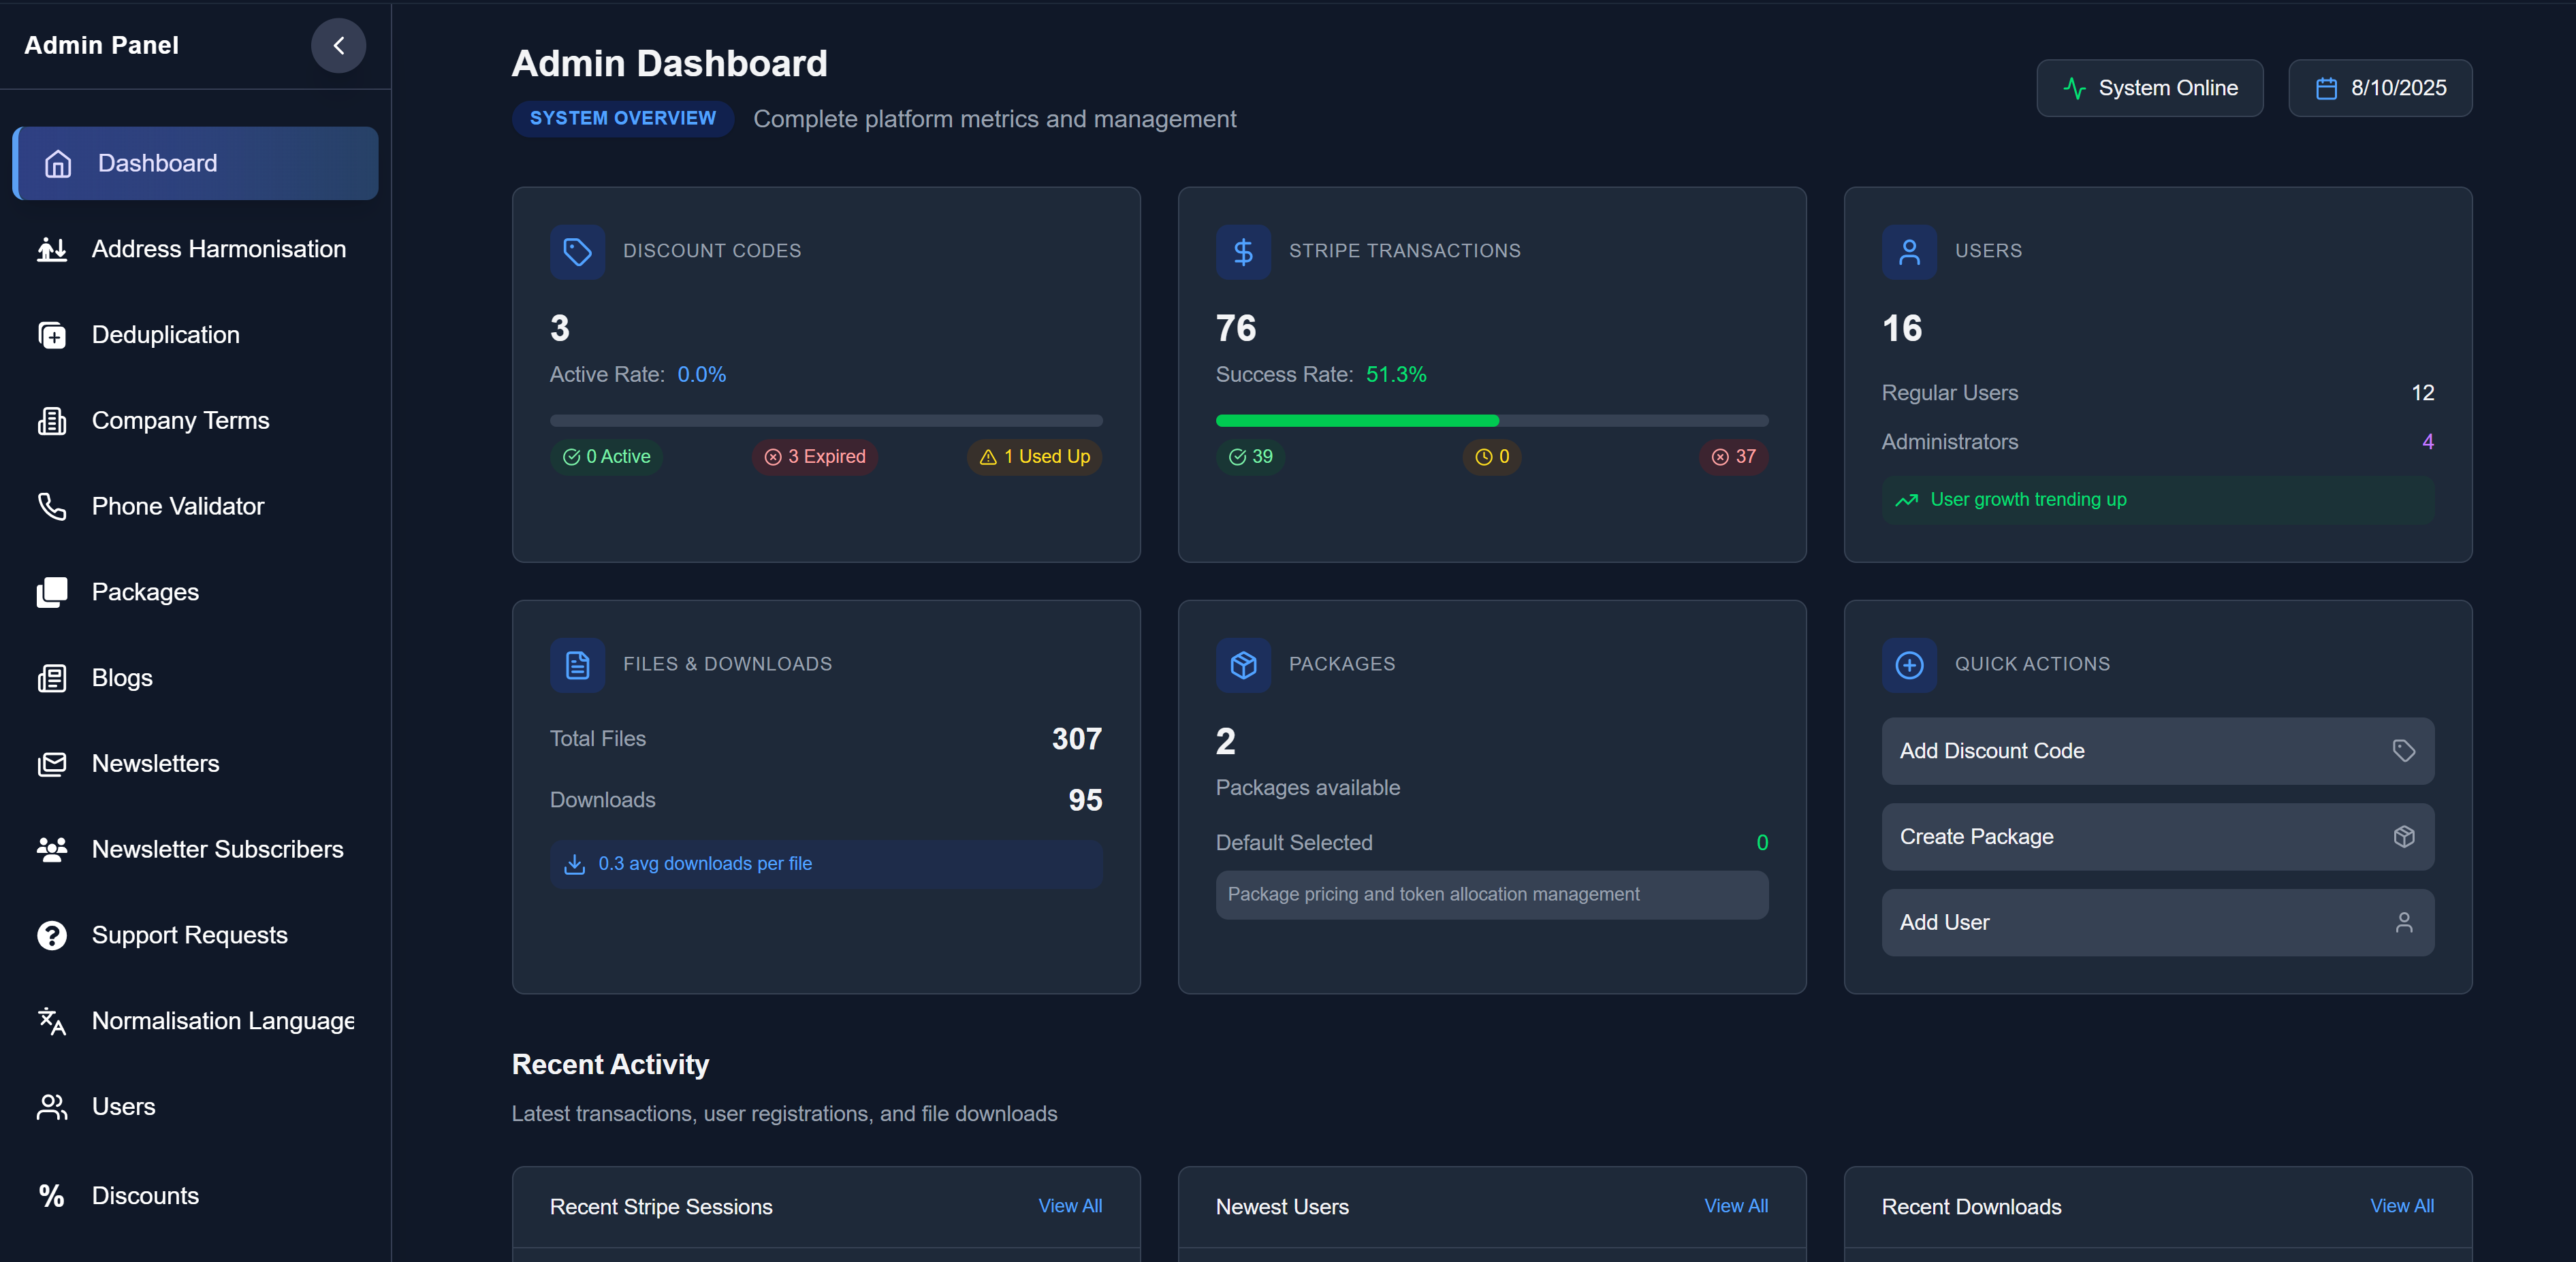 Admin Panel
Dashboard
Address Harmonisation
Deduplication
Company Terms
Phone Validator
Packages
Blogs
Newsletters
Newsletter Subscribers
Support Requests
Normalisation Language
Users
Discounts
Admin Dashboard
SYSTEM OVERVIEW Complete platform metrics and management
System Online
8/10/2025
DISCOUNT CODES
3
Active Rate: 0.0%
0 Active 3 Expired 1 Used Up
STRIPE TRANSACTIONS
76
Success Rate: 51.3%
39 0 37
USERS
16
Regular Users 12
Administrators 4
User growth trending up
FILES & DOWNLOADS
Total Files 307
Downloads 95
0.3 avg downloads per file
PACKAGES
2
Packages available
Default Selected 0
Package pricing and token allocation management
QUICK ACTIONS
Add Discount Code
Create Package
Add User
Recent Activity
Latest transactions, user registrations, and file downloads
Recent Stripe Sessions View All
Newest Users View All
Recent Downloads View All